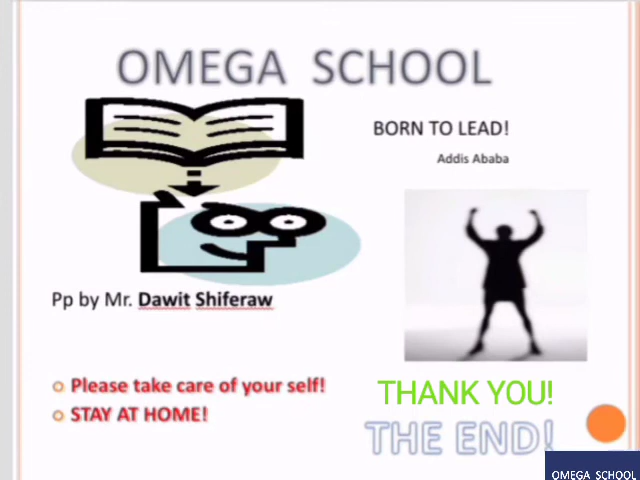 OMEGA SCHOOL
BORN TO LEAD!
Addis Ababa
Pp by Mr. Dawit Shiferaw
Please take care of your self!
STAY AT HOME!
THANK YOU!
THE END!
OMEGA SCHOOL